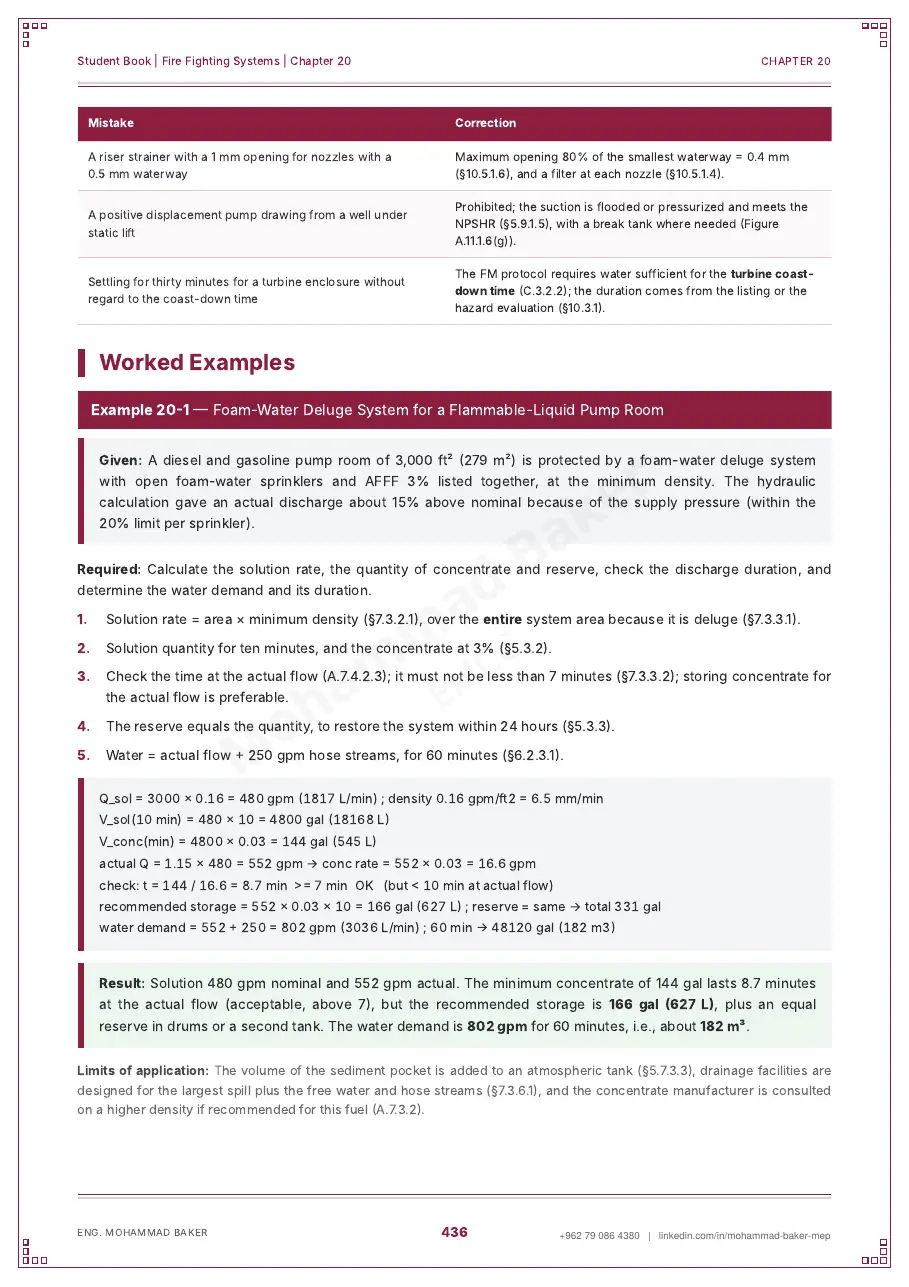 Student Book | Fire Fighting Systems | Chapter 20
CHAPTER 20
Mistake
Correction
A riser strainer with a 1 mm opening for nozzles with a
0.5 mm waterway
Maximum opening 80% of the smallest waterway = 0.4 mm
(§10.5.1.6), and a filter at each nozzle (§10.5.1.4).
A positive displacement pump drawing from a well under
static lift
Prohibited; the suction is flooded or pressurized and meets the
NPSHR (§5.9.1.5), with a break tank where needed (Figure
A.11.1.6(g)).
Settling for thirty minutes for a turbine enclosure without
regard to the coast-down time
The FM protocol requires water sufficient for the turbine coast-
down time (C.3.2.2); the duration comes from the listing or the
hazard evaluation (§10.3.1).
Worked Examples
Example 20-1 — Foam-Water Deluge System for a Flammable-Liquid Pump Room
Given: A diesel and gasoline pump room of 3,000 ft² (279 m²) is protected by a foam-water deluge system
with open foam-water sprinklers and AFFF 3% listed together, at the minimum density. The hydraulic
calculation gave an actual discharge about 15% above nominal because of the supply pressure (within the
20% limit per sprinkler).
Required: Calculate the solution rate, the quantity of concentrate and reserve, check the discharge duration, and
determine the water demand and its duration.
1. Solution rate = area × minimum density (§7.3.2.1), over the entire system area because it is deluge (§7.3.3.1).
2. Solution quantity for ten minutes, and the concentrate at 3% (§5.3.2).
3. Check the time at the actual flow (A.7.4.2.3); it must not be less than 7 minutes (§7.3.3.2); storing concentrate for
the actual flow is preferable.
4. The reserve equals the quantity, to restore the system within 24 hours (§5.3.3).
5. Water = actual flow + 250 gpm hose streams, for 60 minutes (§6.2.3.1).
Q_sol = 3000 × 0.16 = 480 gpm (1817 L/min) ; density 0.16 gpm/ft2 = 6.5 mm/min
V_sol(10 min) = 480 × 10 = 4800 gal (18168 L)
V_conc(min) = 4800 × 0.03 = 144 gal (545 L)
actual Q = 1.15 × 480 = 552 gpm → conc rate = 552 × 0.03 = 16.6 gpm
check: t = 144 / 16.6 = 8.7 min >= 7 min OK (but < 10 min at actual flow)
recommended storage = 552 × 0.03 × 10 = 166 gal (627 L) ; reserve = same → total 331 gal
water demand = 552 + 250 = 802 gpm (3036 L/min) ; 60 min → 48120 gal (182 m3)
Result: Solution 480 gpm nominal and 552 gpm actual. The minimum concentrate of 144 gal lasts 8.7 minutes
at the actual flow (acceptable, above 7), but the recommended storage is 166 gal (627 L), plus an equal
reserve in drums or a second tank. The water demand is 802 gpm for 60 minutes, i.e., about 182 m³.
Limits of application: The volume of the sediment pocket is added to an atmospheric tank (§5.7.3.3), drainage facilities are
designed for the largest spill plus the free water and hose streams (§7.3.6.1), and the concentrate manufacturer is consulted
on a higher density if recommended for this fuel (A.7.3.2).
Mohammad Baker
ENG. MOHAMMAD BAKER
436
+962 79 086 4380 | linkedin.com/in/mohammad-baker-mep